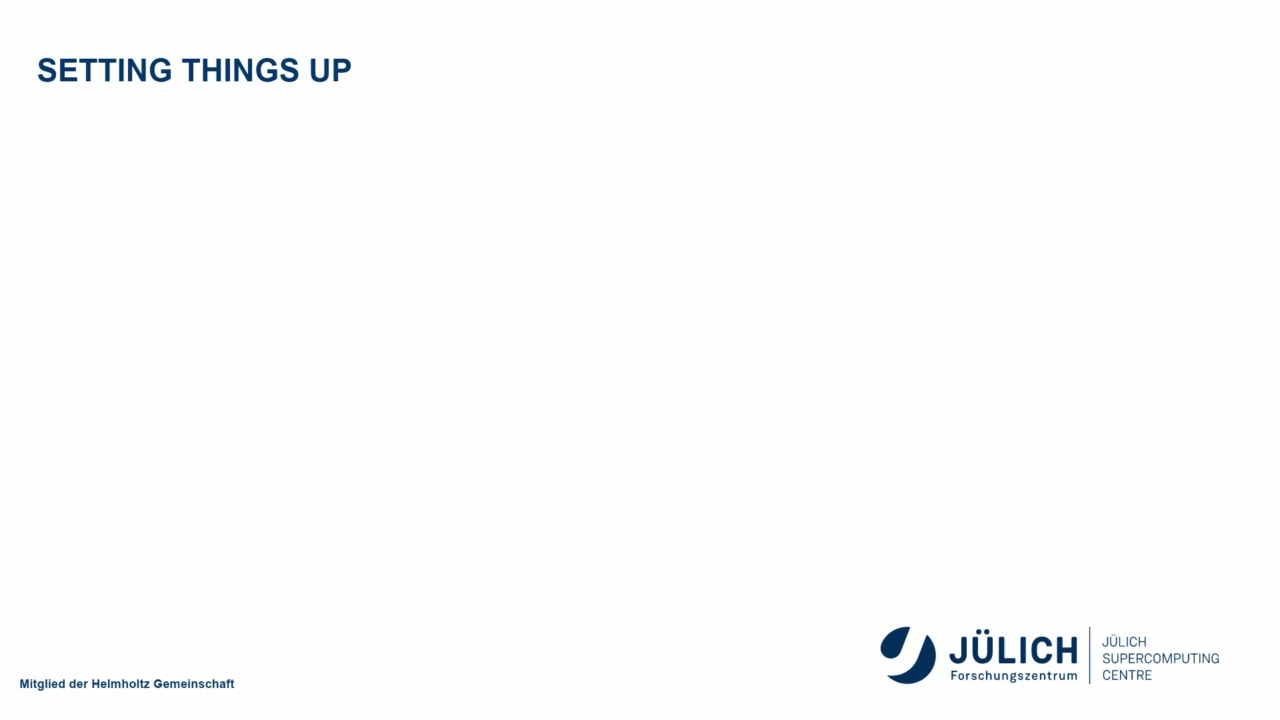 SETTING THINGS UP
JÜLICH
Forschungszentrum
JÜLICH
SUPERCOMPUTING
CENTRE
Mitglied der Helmholtz Gemeinschaft